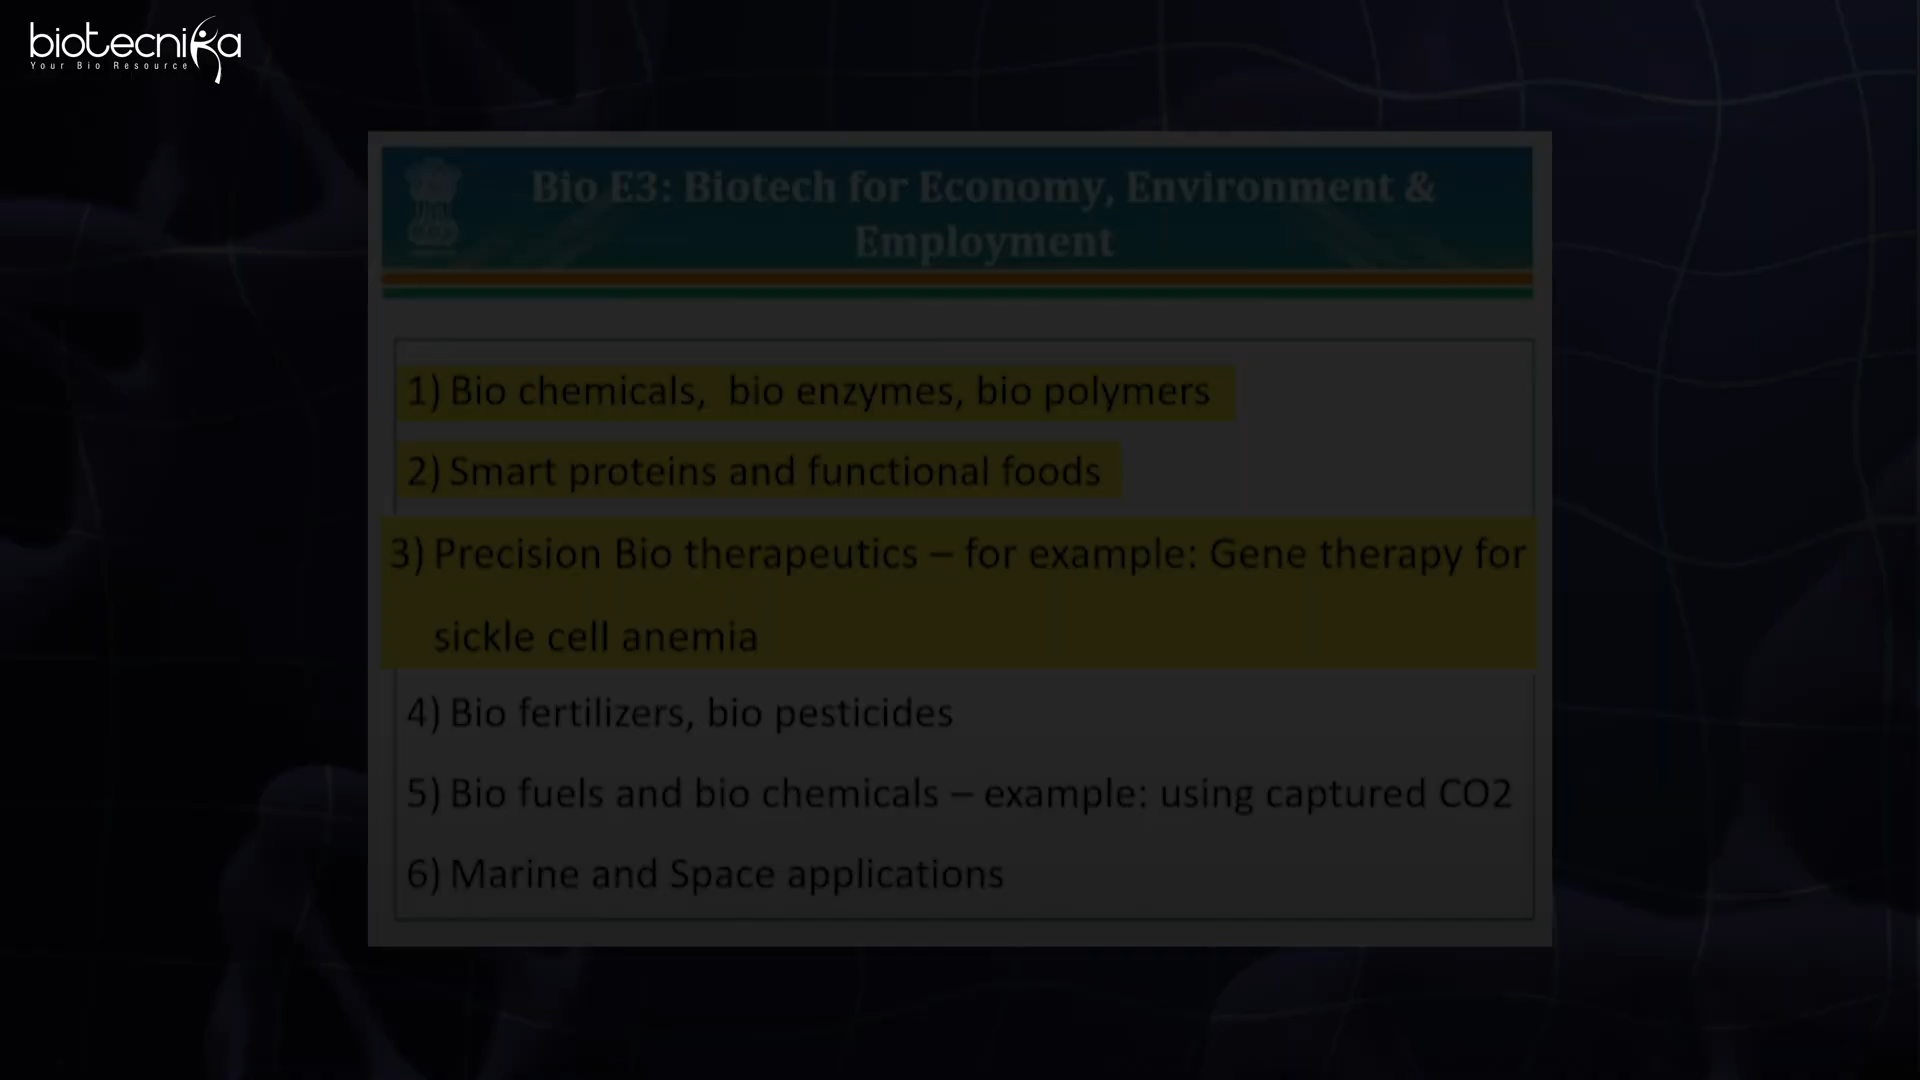 biotecnika
Your Bio Resource
Bio E3: Biotech for Economy, Environment &
Employment
1) Bio chemicals, bio enzymes, bio polymers
2) Smart proteins and functional foods
3) Precision Bio therapeutics – for example: Gene therapy for
sickle cell anemia
4) Bio fertilizers, bio pesticides
5) Bio fuels and bio chemicals – example: using captured CO2
6) Marine and Space applications